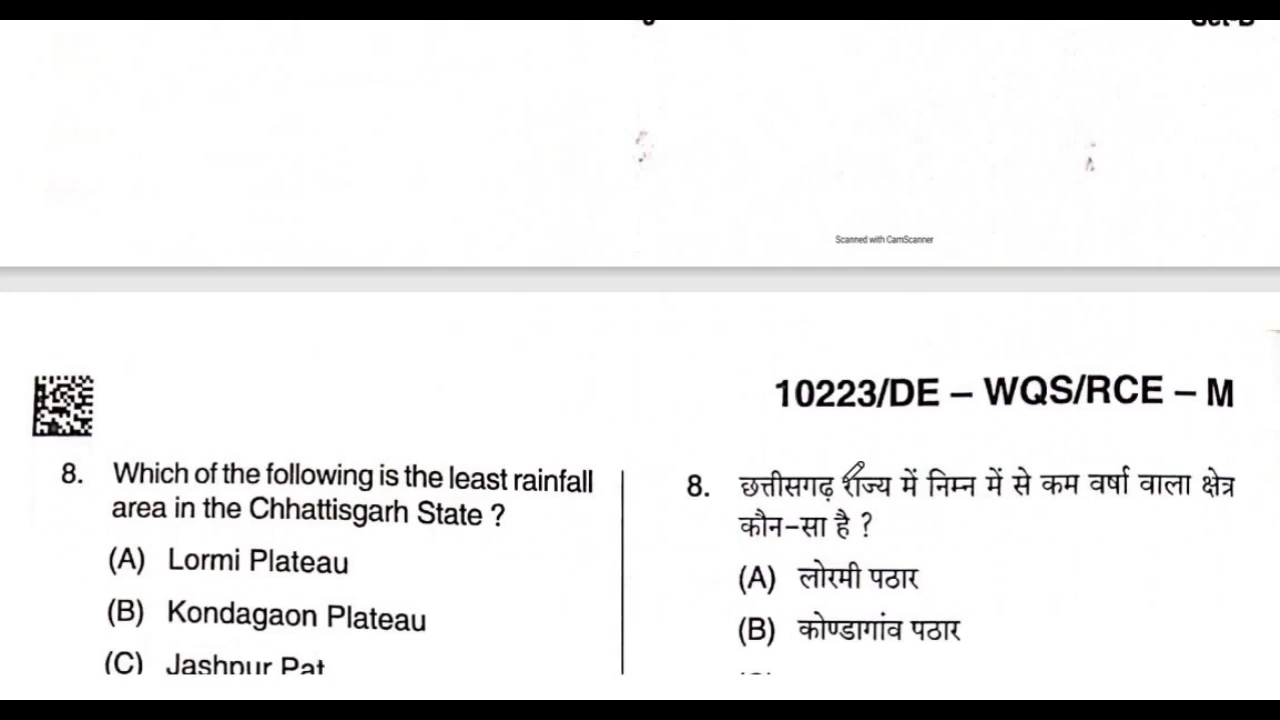 Scanned with CamScanner
10223/DE – WQS/RCE – M
8. Which of the following is the least rainfall
area in the Chhattisgarh State ?
(A) Lormi Plateau
(B) Kondagaon Plateau
(C) Jashpur Pat
8. छत्तीसगढ़ राज्य में निम्न में से कम वर्षा वाला क्षेत्र
कौन-सा है ?
(A) लोरमी पठार
(B) कोण्डागांव पठार